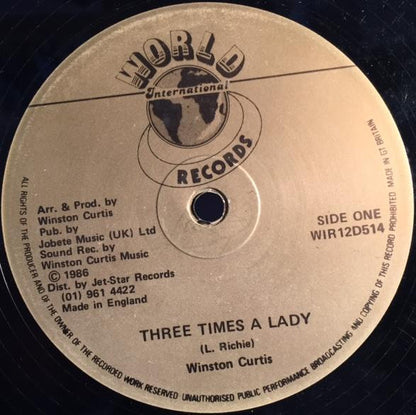 WORLD
International
RECORDS
Arr. & Prod. by
Winston Curtis
Pub. by
Jobete Music (UK) Ltd
Sound Rec. by
Winston Curtis Music
© 1986
Dist. by Jet-Star Records
(01) 961 4422
Made in England
SIDE ONE
WIR12D514
THREE TIMES A LADY
(L. Richie)
Winston Curtis
ALL RIGHTS OF THE PRODUCER AND OF THE OWNER OF THE RECORDED WORK RESERVED UNAUTHORISED PUBLIC PERFORMANCE BROADCASTING AND COPYING OF THIS RECORD PROHIBITED MADE IN GT BRITAIN